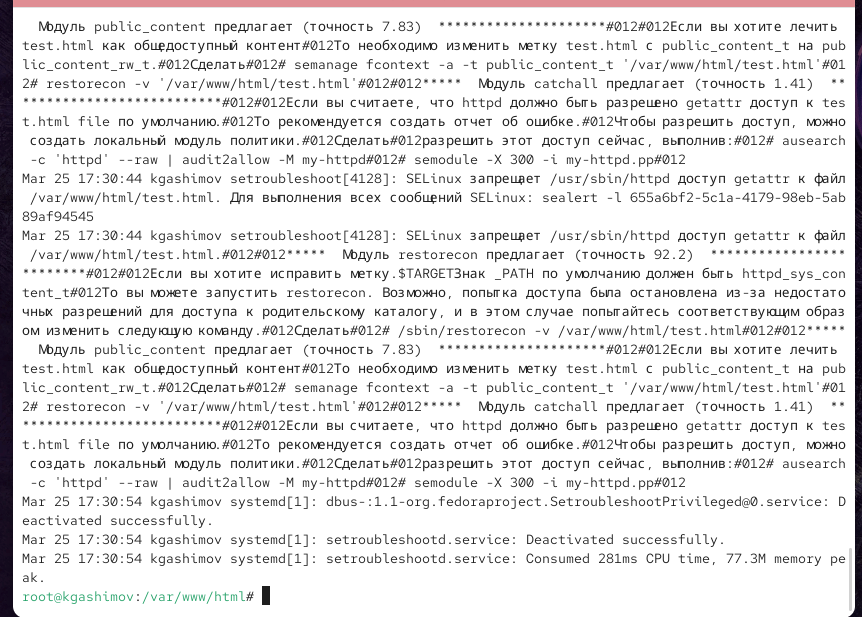 Модуль public_content предлагает (точность 7.83)  *********************#012#012Если вы хотите лечить
test.html как общедоступный контент#012То необходимо изменить метку test.html с public_content_t на pub
lic_content_rw_t.#012Сделать#012# semanage fcontext -a -t public_content_t '/var/www/html/test.html'#01
2# restorecon -v '/var/www/html/test.html'#012#012*****  Модуль catchall предлагает (точность 1.41)  **
*************************#012#012Если вы считаете, что httpd должно быть разрешено getattr доступ к tes
t.html file по умолчанию.#012То рекомендуется создать отчет об ошибке.#012Чтобы разрешить доступ, можно
 создать локальный модуль политики.#012Сделать#012разрешить этот доступ сейчас, выполнив:#012# ausearch
 -c 'httpd' --raw | audit2allow -M my-httpd#012# semodule -X 300 -i my-httpd.pp#012
Mar 25 17:30:44 kgashimov setroubleshoot[4128]: SELinux запрещает /usr/sbin/httpd доступ getattr к файл
 /var/www/html/test.html. Для выполнения всех сообщений SELinux: sealert -l 655a6bf2-5c1a-4179-98eb-5ab
89af94545
Mar 25 17:30:44 kgashimov setroubleshoot[4128]: SELinux запрещает /usr/sbin/httpd доступ getattr к файл
 /var/www/html/test.html.#012#012*****  Модуль restorecon предлагает (точность 92.2)  *****************
********#012#012Если вы хотите исправить метку.$TARGETЗнак _PATH по умолчанию должен быть httpd_sys_con
tent_t#012То вы можете запустить restorecon. Возможно, попытка доступа была остановлена из-за недостато
чных разрешений для доступа к родительскому каталогу, и в этом случае попытайтесь соответствующим образ
ом изменить следующую команду.#012Сделать#012# /sbin/restorecon -v /var/www/html/test.html#012#012*****
  Модуль public_content предлагает (точность 7.83)  *********************#012#012Если вы хотите лечить
test.html как общедоступный контент#012То необходимо изменить метку test.html с public_content_t на pub
lic_content_rw_t.#012Сделать#012# semanage fcontext -a -t public_content_t '/var/www/html/test.html'#01
2# restorecon -v '/var/www/html/test.html'#012#012*****  Модуль catchall предлагает (точность 1.41)  **
*************************#012#012Если вы считаете, что httpd должно быть разрешено getattr доступ к tes
t.html file по умолчанию.#012То рекомендуется создать отчет об ошибке.#012Чтобы разрешить доступ, можно
 создать локальный модуль политики.#012Сделать#012разрешить этот доступ сейчас, выполнив:#012# ausearch
 -c 'httpd' --raw | audit2allow -M my-httpd#012# semodule -X 300 -i my-httpd.pp#012
Mar 25 17:30:54 kgashimov systemd[1]: dbus-:1.1-org.fedoraproject.SetroubleshootPrivileged@0.service: D
eactivated successfully.
Mar 25 17:30:54 kgashimov systemd[1]: setroubleshootd.service: Deactivated successfully.
Mar 25 17:30:54 kgashimov systemd[1]: setroubleshootd.service: Consumed 281ms CPU time, 77.3M memory pe
ak.
root@kgashimov:/var/www/html#